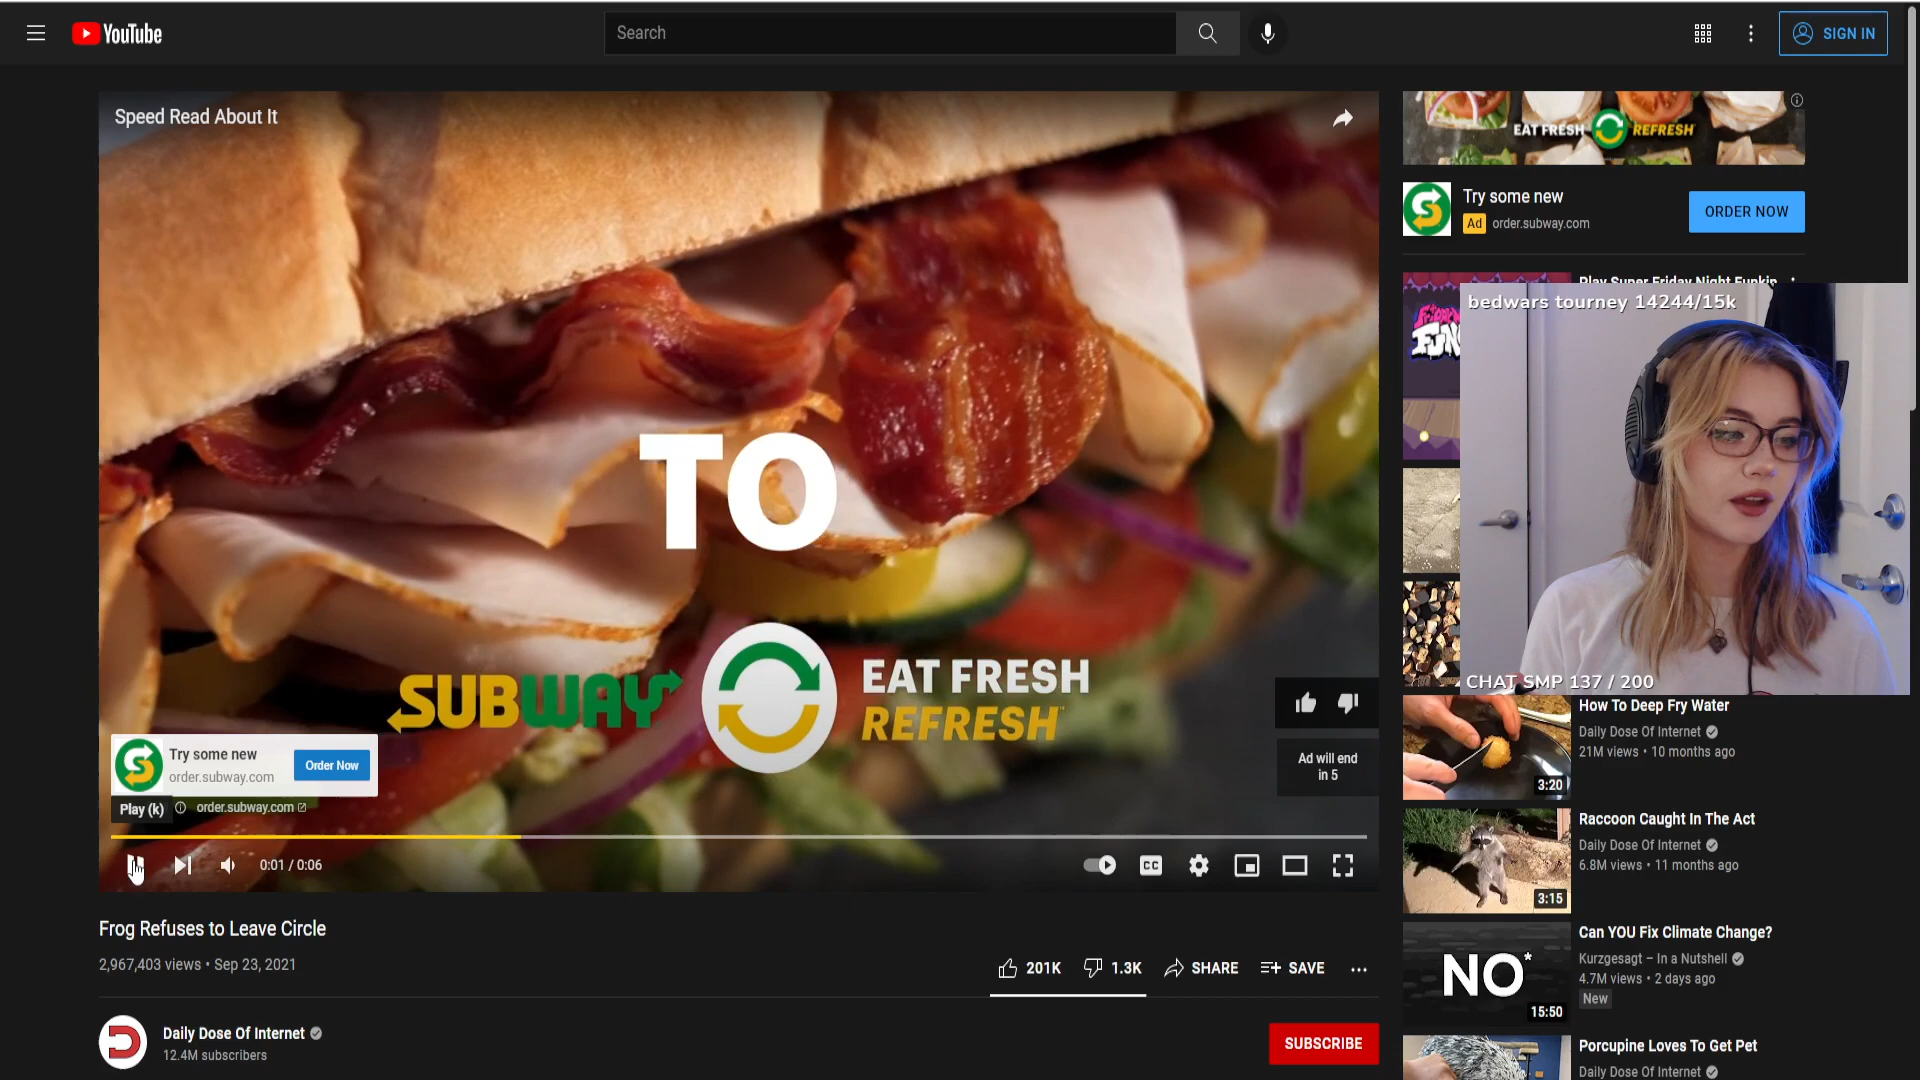 YouTube
Search
SIGN IN
Speed Read About It
TO
SUBWAY
EAT FRESH
REFRESH
Try some new
order.subway.com
Order Now
Play (k)
order.subway.com
Ad will end
in 5
0:01 / 0:06
CC
Frog Refuses to Leave Circle
2,967,403 views • Sep 23, 2021
201K
1.3K
SHARE
SAVE
Daily Dose Of Internet
12.4M subscribers
SUBSCRIBE
EAT FRESH REFRESH
Try some new
Ad order.subway.com
ORDER NOW
Play Super Friday Night Funkin
bedwars tourney 14244/15k
CHAT SMP 137 / 200
How To Deep Fry Water
Daily Dose Of Internet
21M views • 10 months ago
3:20
Raccoon Caught In The Act
Daily Dose Of Internet
6.8M views • 11 months ago
3:15
Can YOU Fix Climate Change?
Kurzgesagt – In a Nutshell
4.7M views • 2 days ago
New
NO*
15:50
Porcupine Loves To Get Pet
Daily Dose Of Internet